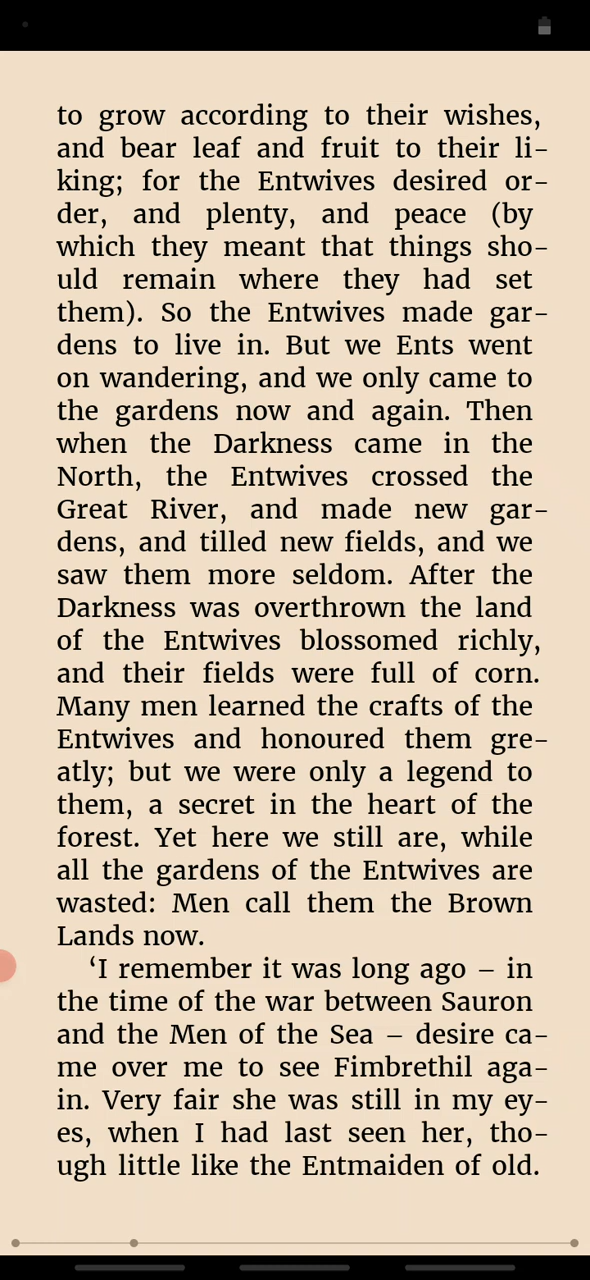 to grow according to their wishes,
and bear leaf and fruit to their li-
king; for the Entwives desired or-
der, and plenty, and peace (by
which they meant that things sho-
uld remain where they had set
them). So the Entwives made gar-
dens to live in. But we Ents went
on wandering, and we only came to
the gardens now and again. Then
when the Darkness came in the
North, the Entwives crossed the
Great River, and made new gar-
dens, and tilled new fields, and we
saw them more seldom. After the
Darkness was overthrown the land
of the Entwives blossomed richly,
and their fields were full of corn.
Many men learned the crafts of the
Entwives and honoured them gre-
atly; but we were only a legend to
them, a secret in the heart of the
forest. Yet here we still are, while
all the gardens of the Entwives are
wasted: Men call them the Brown
Lands now.
‘I remember it was long ago – in
the time of the war between Sauron
and the Men of the Sea – desire ca-
me over me to see Fimbrethil aga-
in. Very fair she was still in my ey-
es, when I had last seen her, tho-
ugh little like the Entmaiden of old.